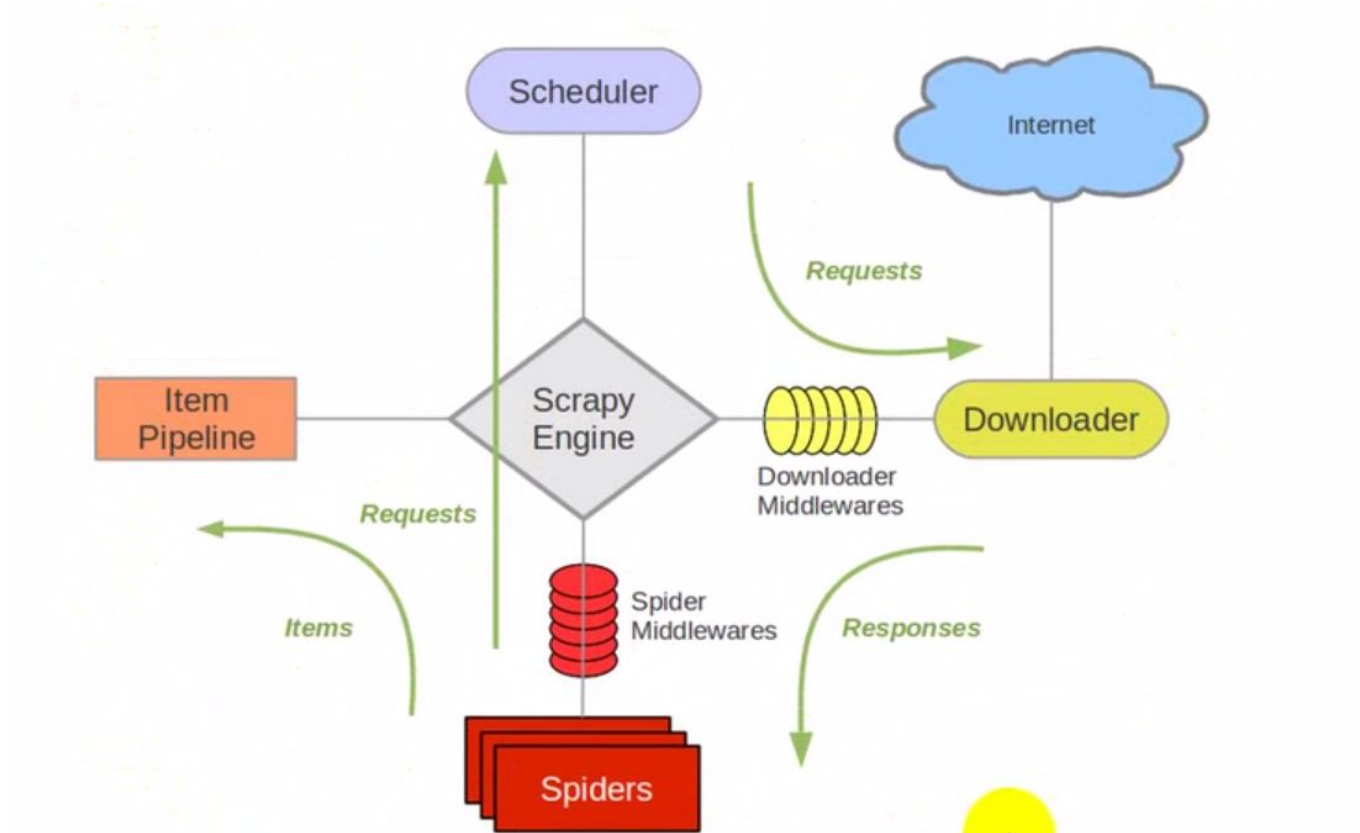 Scheduler
Internet
Requests
Item
Pipeline
Scrapy
Engine
Downloader
Downloader
Middlewares
Requests
Items
Spider
Middlewares
Responses
Spiders